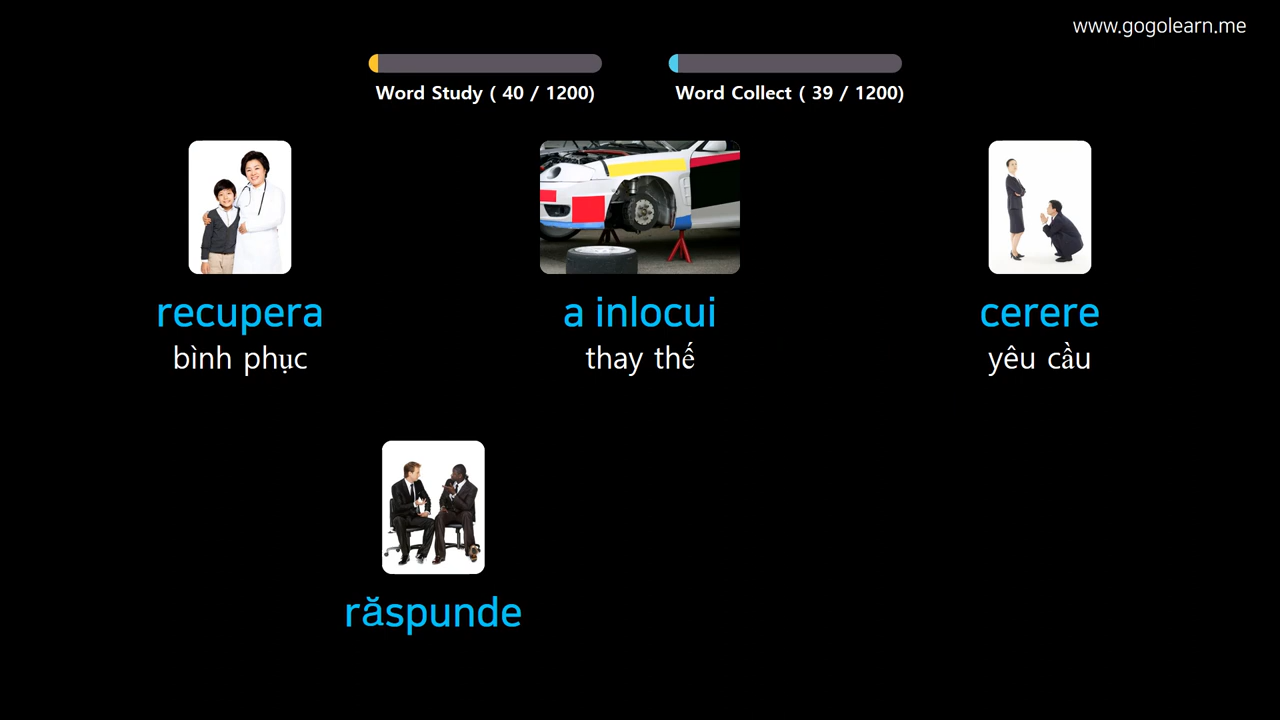 www.gogolearn.me
Word Study ( 40 / 1200)
Word Collect ( 39 / 1200)
recupera
a inlocui
cerere
bình phục
thay thế
yêu cầu
răspunde